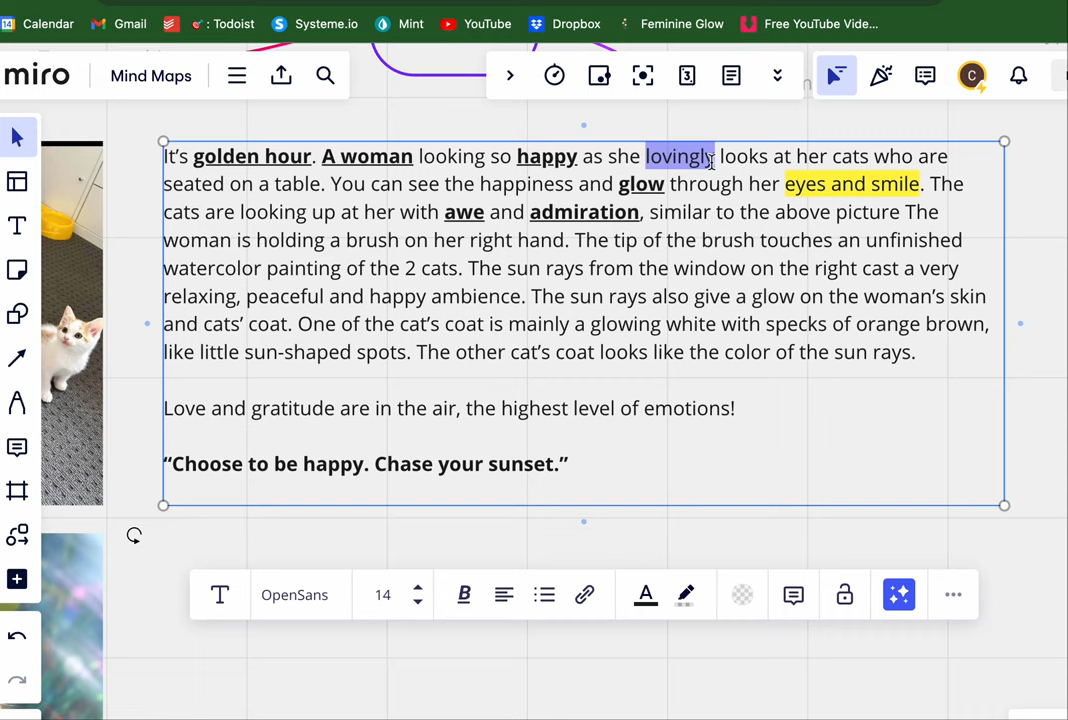 Calendar Gmail : Todoist Systeme.io Mint YouTube Dropbox Feminine Glow Free YouTube Vide...
miro Mind Maps 3 C
It’s golden hour. A woman looking so happy as she lovingly looks at her cats who are
seated on a table. You can see the happiness and glow through her eyes and smile. The
cats are looking up at her with awe and admiration, similar to the above picture The
woman is holding a brush on her right hand. The tip of the brush touches an unfinished
watercolor painting of the 2 cats. The sun rays from the window on the right cast a very
relaxing, peaceful and happy ambience. The sun rays also give a glow on the woman’s skin
and cats’ coat. One of the cat’s coat is mainly a glowing white with specks of orange brown,
like little sun-shaped spots. The other cat’s coat looks like the color of the sun rays.
Love and gratitude are in the air, the highest level of emotions!
“Choose to be happy. Chase your sunset.”
OpenSans 14 B A